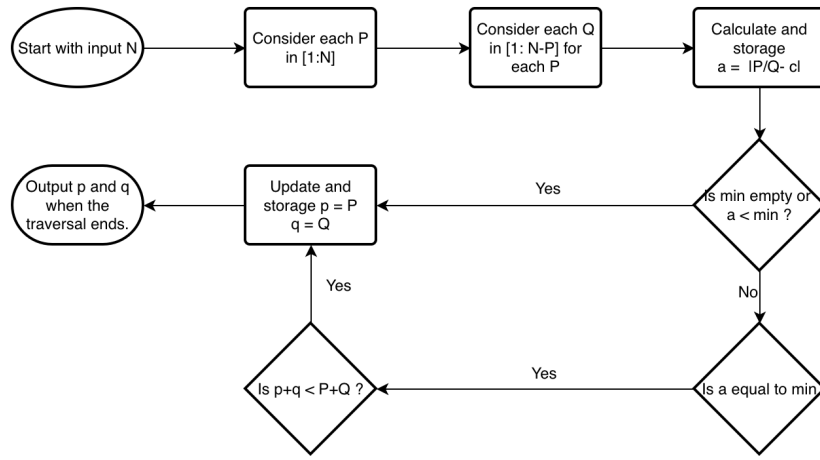 Start with input N
Consider each P
in [1:N]
Consider each Q
in [1: N-P] for
each P
Calculate and
storage
a = |P/Q- c|
Is min empty or
a < min ?
Yes
Update and
storage p = P
q = Q
Output p and q
when the
traversal ends.
No
Is a equal to min
Yes
Is p+q < P+Q ?
Yes